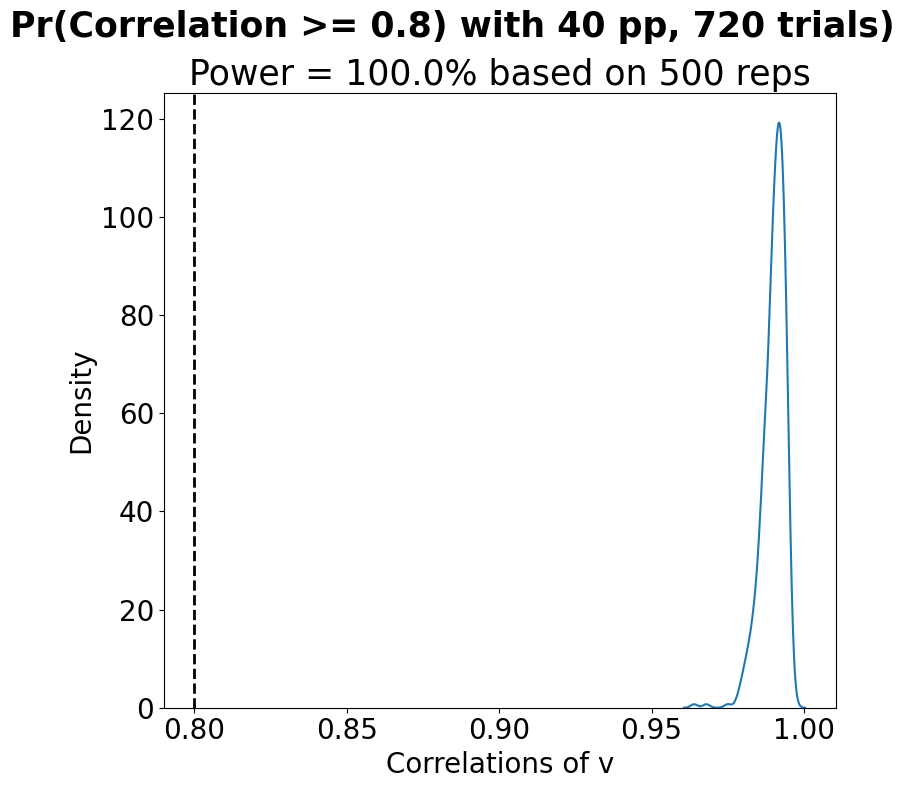 Pr(Correlation >= 0.8) with 40 pp, 720 trials)
Power = 100.0% based on 500 reps
120
100
80
60
40
20
0
Density
0.80 0.85 0.90 0.95 1.00
Correlations of v